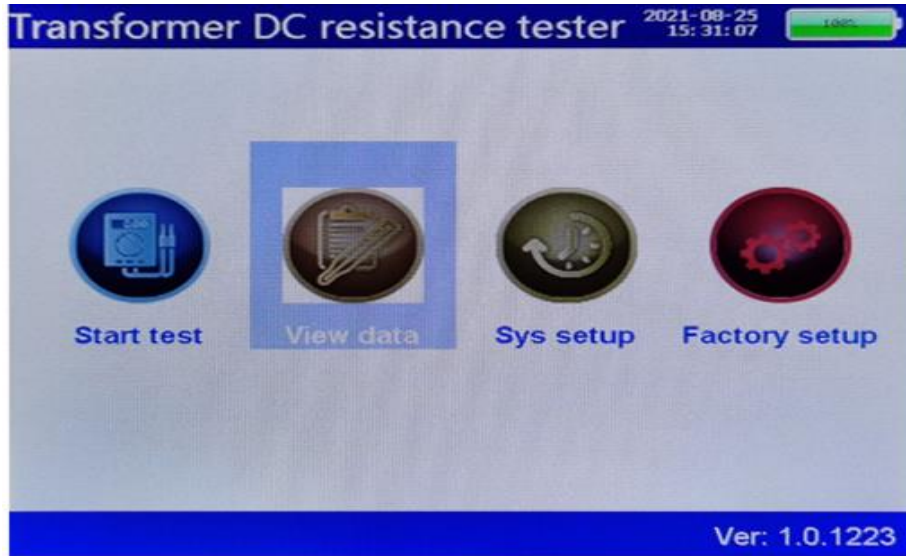 Transformer DC resistance tester
2021-08-25
15:31:07
100%
Start test
View data
Sys setup
Factory setup
Ver: 1.0.1223